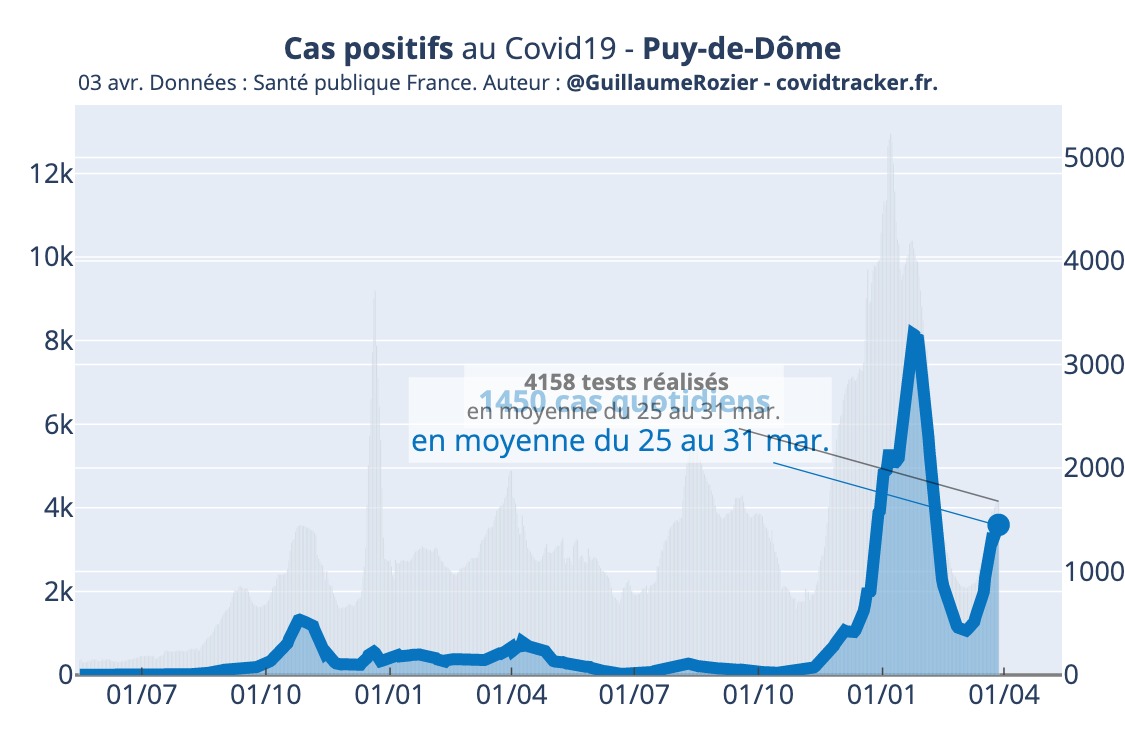 Cas positifs au Covid19 - Puy-de-Dôme
03 avr. Données : Santé publique France. Auteur : @GuillaumeRozier - covidtracker.fr.
12k
10k
8k
6k
4k
2k
0
5000
4000
3000
2000
1000
0
4158 tests réalisés
en moyenne du 25 au 31 mar.
1450 cas quotidiens
en moyenne du 25 au 31 mar.
01/07 01/10 01/01 01/04 01/07 01/10 01/01 01/04